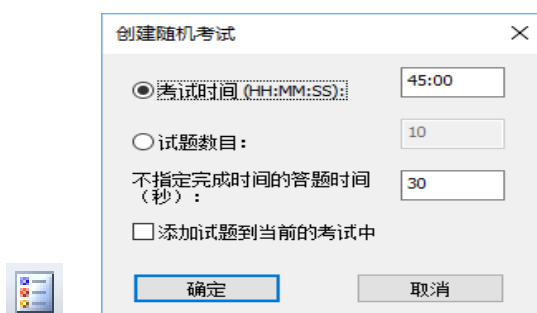 创建随机考试
考试时间 (HH:MM:SS):
45:00
试题数目:
10
不指定完成时间的答题时间
(秒):
30
添加试题到当前的考试中
确定
取消